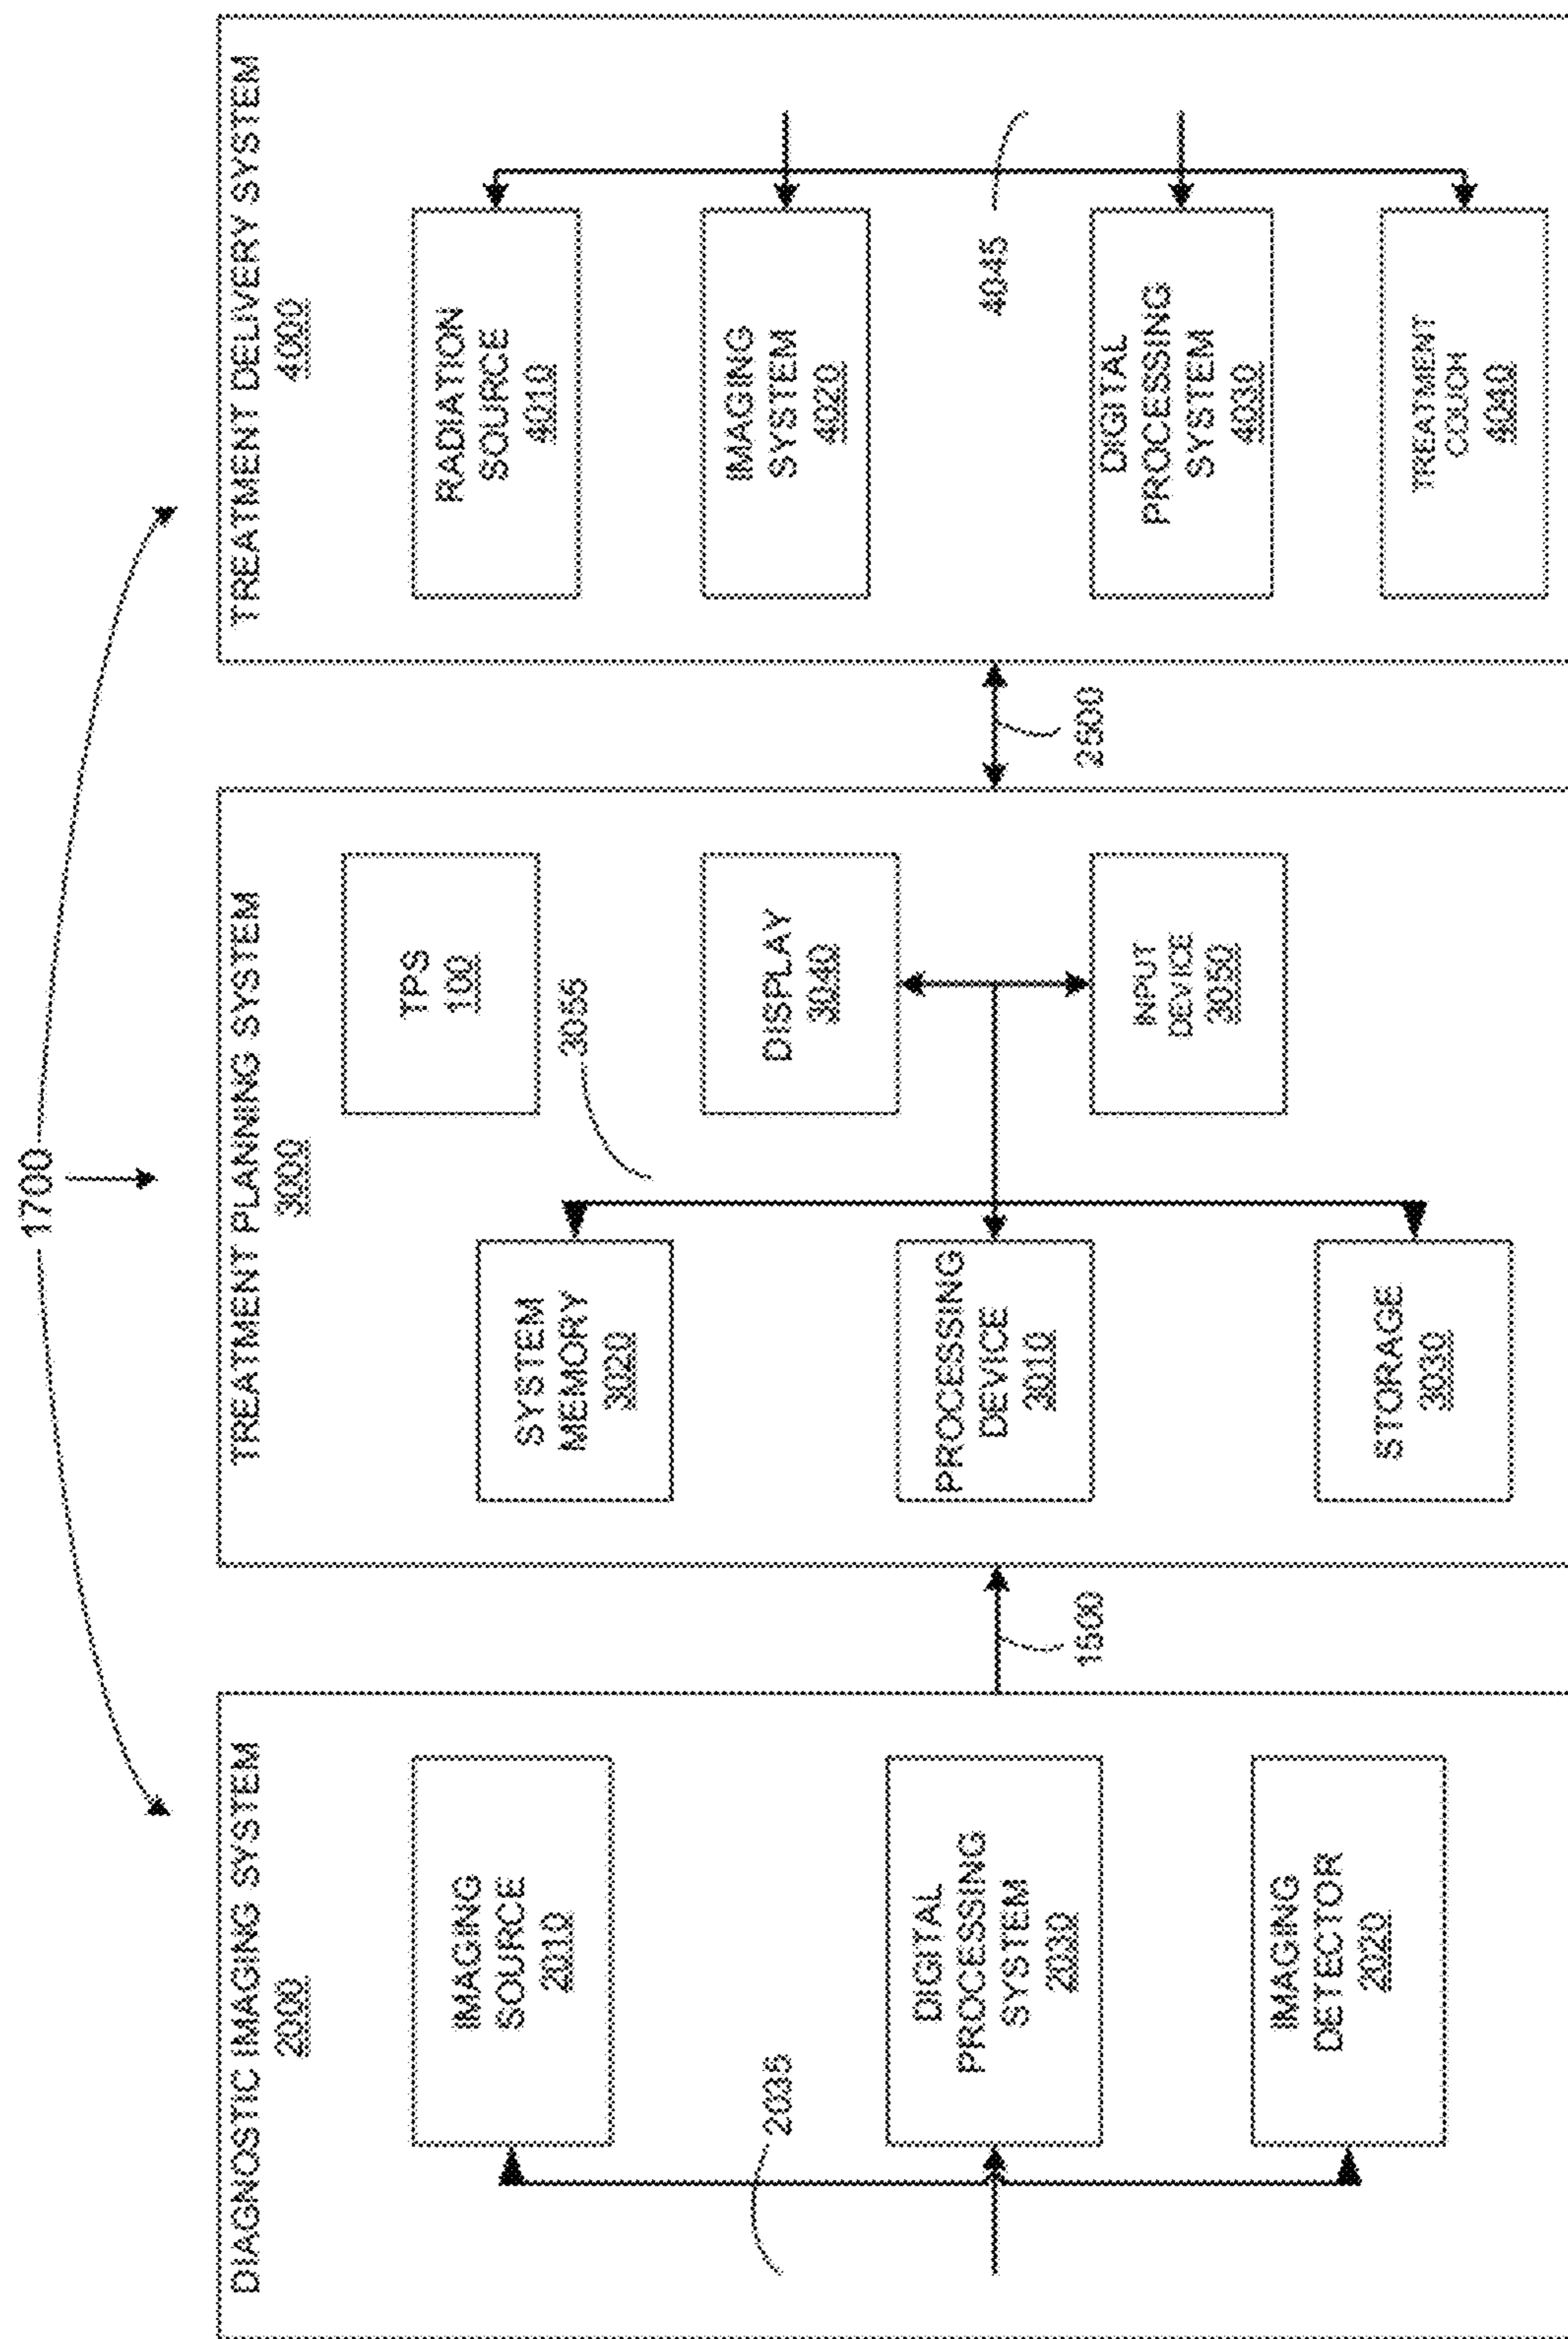 1700
DIAGNOSTIC IMAGING SYSTEM
2000
IMAGING
SOURCE
2010
2035
DIGITAL
PROCESSING
SYSTEM
2030
IMAGING
DETECTOR
2020
1500
TREATMENT PLANNING SYSTEM
3000
TPS
100
3055
SYSTEM
MEMORY
3020
DISPLAY
3040
PROCESSING
DEVICE
3010
INPUT
DEVICE
3050
STORAGE
3030
2500
TREATMENT DELIVERY SYSTEM
4000
RADIATION
SOURCE
4010
IMAGING
SYSTEM
4020
4045
DIGITAL
PROCESSING
SYSTEM
4030
TREATMENT
COUCH
4040